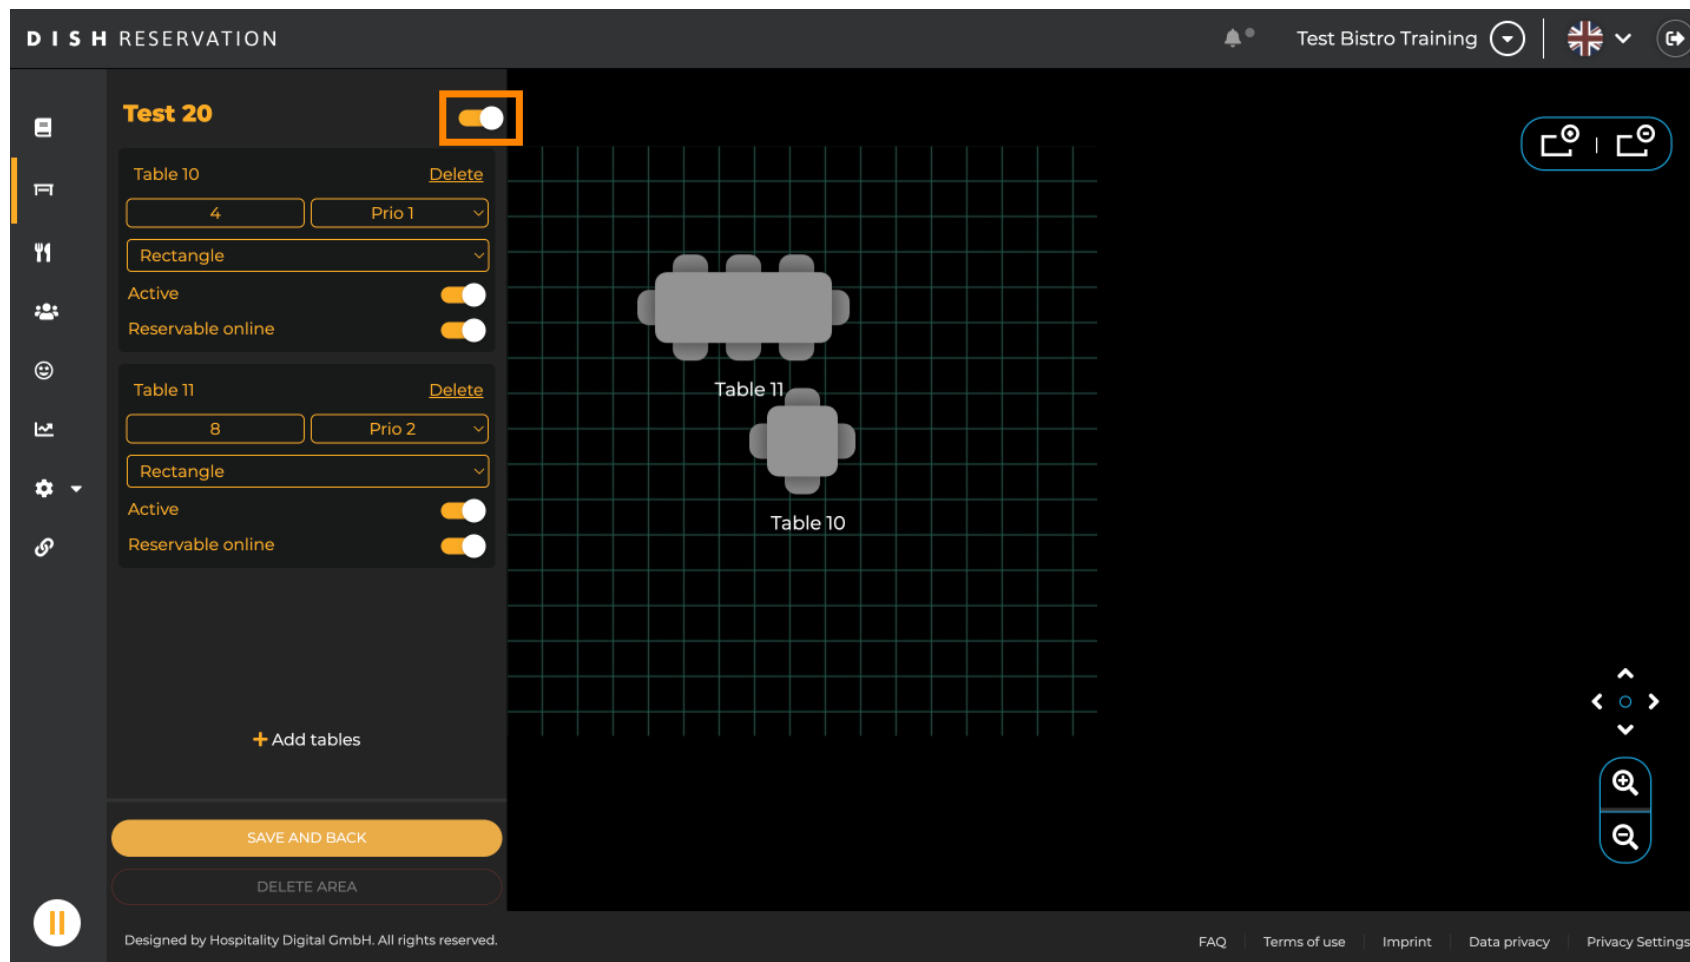 DISH RESERVATION
Test Bistro Training
Test 20
Table 10 Delete
4 Prio 1
Rectangle
Active
Reservable online
Table 11 Delete
8 Prio 2
Rectangle
Active
Reservable online
+ Add tables
SAVE AND BACK
DELETE AREA
Table 11
Table 10
Designed by Hospitality Digital GmbH. All rights reserved.
FAQ Terms of use Imprint Data privacy Privacy Settings